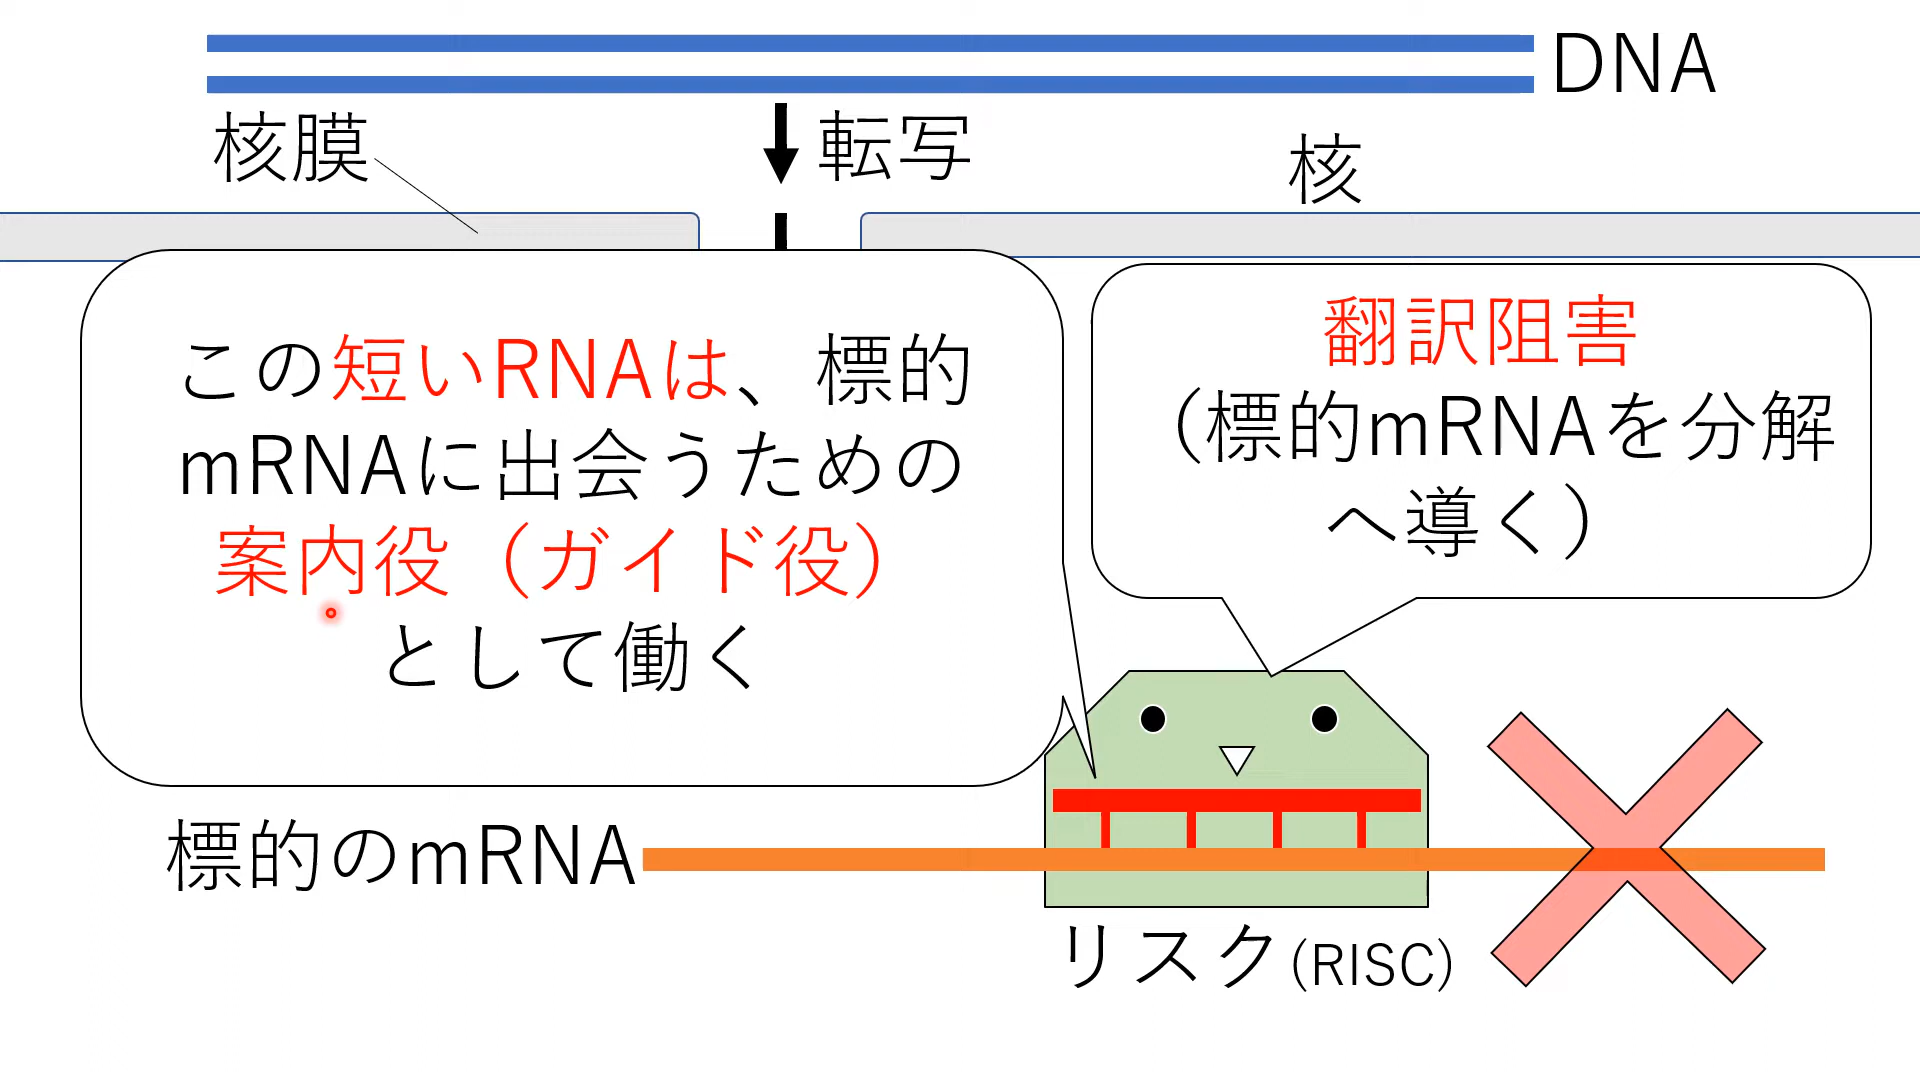 DNA
核膜
転写
核
この短いRNAは、標的
mRNAに出会うための
案内役（ガイド役）
として働く
翻訳阻害
（標的mRNAを分解
へ導く）
標的のmRNA
リスク(RISC)